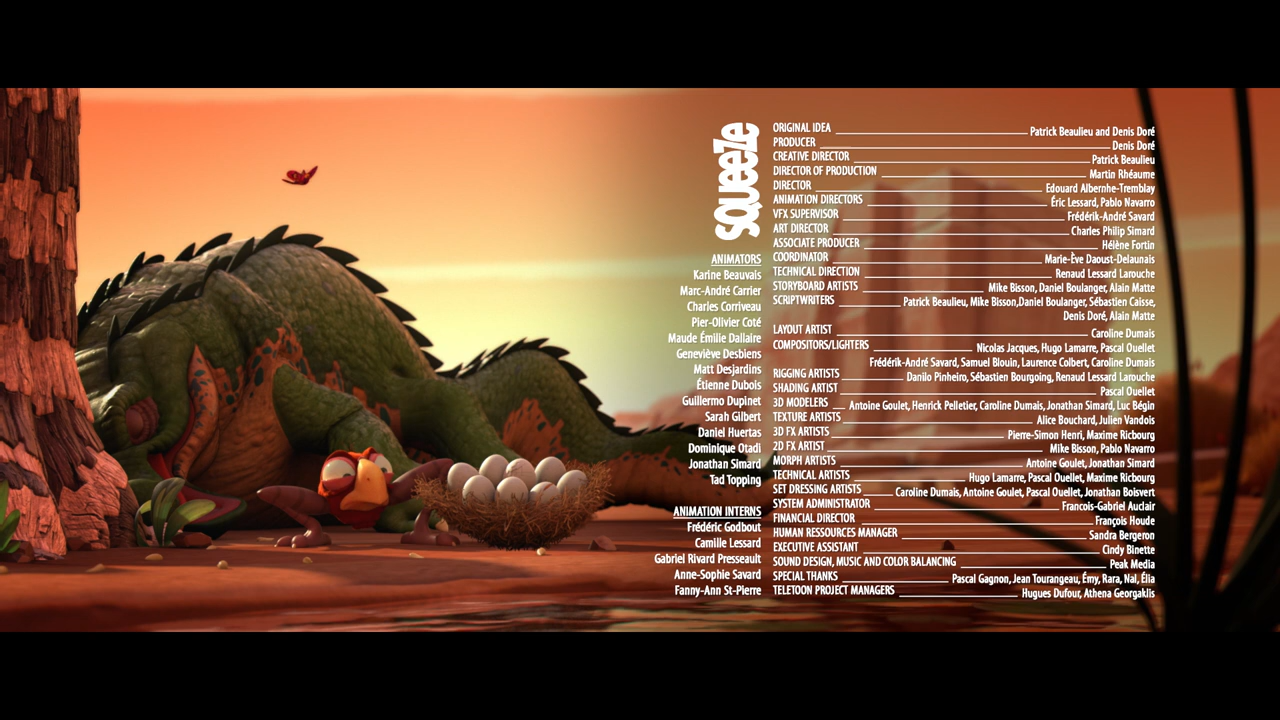 squeeze
ANIMATORS
Karine Beauvais
Marc-André Carrier
Charles Corriveau
Pier-Olivier Coté
Maude Émilie Dallaire
Geneviève Desbiens
Matt Desjardins
Étienne Dubois
Guillermo Dupinet
Sarah Gilbert
Daniel Huertas
Dominique Otadi
Jonathan Simard
Tad Topping
ANIMATION INTERNS
Frédéric Godbout
Camille Lessard
Gabriel Rivard Presseault
Anne-Sophie Savard
Fanny-Ann St-Pierre
ORIGINAL IDEA Patrick Beaulieu and Denis Doré
PRODUCER Denis Doré
CREATIVE DIRECTOR Patrick Beaulieu
DIRECTOR OF PRODUCTION Martin Rhéaume
DIRECTOR Edouard Albernhe-Tremblay
ANIMATION DIRECTORS Éric Lessard, Pablo Navarro
VFX SUPERVISOR Frédérik-André Savard
ART DIRECTOR Charles Philip Simard
ASSOCIATE PRODUCER Hélène Fortin
COORDINATOR Marie-Ève Daoust-Delaunais
TECHNICAL DIRECTION Renaud Lessard Larouche
STORYBOARD ARTISTS Mike Bisson, Daniel Boulanger, Alain Matte
SCRIPTWRITERS Patrick Beaulieu, Mike Bisson,Daniel Boulanger, Sébastien Caisse,
Denis Doré, Alain Matte
LAYOUT ARTIST Caroline Dumais
COMPOSITORS/LIGHTERS Nicolas Jacques, Hugo Lamarre, Pascal Ouellet
Frédérik-André Savard, Samuel Blouin, Laurence Colbert, Caroline Dumais
RIGGING ARTISTS Danilo Pinheiro, Sébastien Bourgoing, Renaud Lessard Larouche
SHADING ARTIST Pascal Ouellet
3D MODELERS Antoine Goulet, Henrick Pelletier, Caroline Dumais, Jonathan Simard, Luc Bégin
TEXTURE ARTISTS Alice Bouchard, Julien Vandois
3D FX ARTISTS Pierre-Simon Henri, Maxime Ricbourg
2D FX ARTIST Mike Bisson, Pablo Navarro
MORPH ARTISTS Antoine Goulet, Jonathan Simard
TECHNICAL ARTISTS Hugo Lamarre, Pascal Ouellet, Maxime Ricbourg
SET DRESSING ARTISTS Caroline Dumais, Antoine Goulet, Pascal Ouellet, Jonathan Boisvert
SYSTEM ADMINISTRATOR Francois-Gabriel Auclair
FINANCIAL DIRECTOR François Houde
HUMAN RESSOURCES MANAGER Sandra Bergeron
EXECUTIVE ASSISTANT Cindy Binette
SOUND DESIGN, MUSIC AND COLOR BALANCING Peak Media
SPECIAL THANKS Pascal Gagnon, Jean Tourangeau, Émy, Rara, Nal, Élia
TELETOON PROJECT MANAGERS Hugues Dufour, Athena Georgaklis